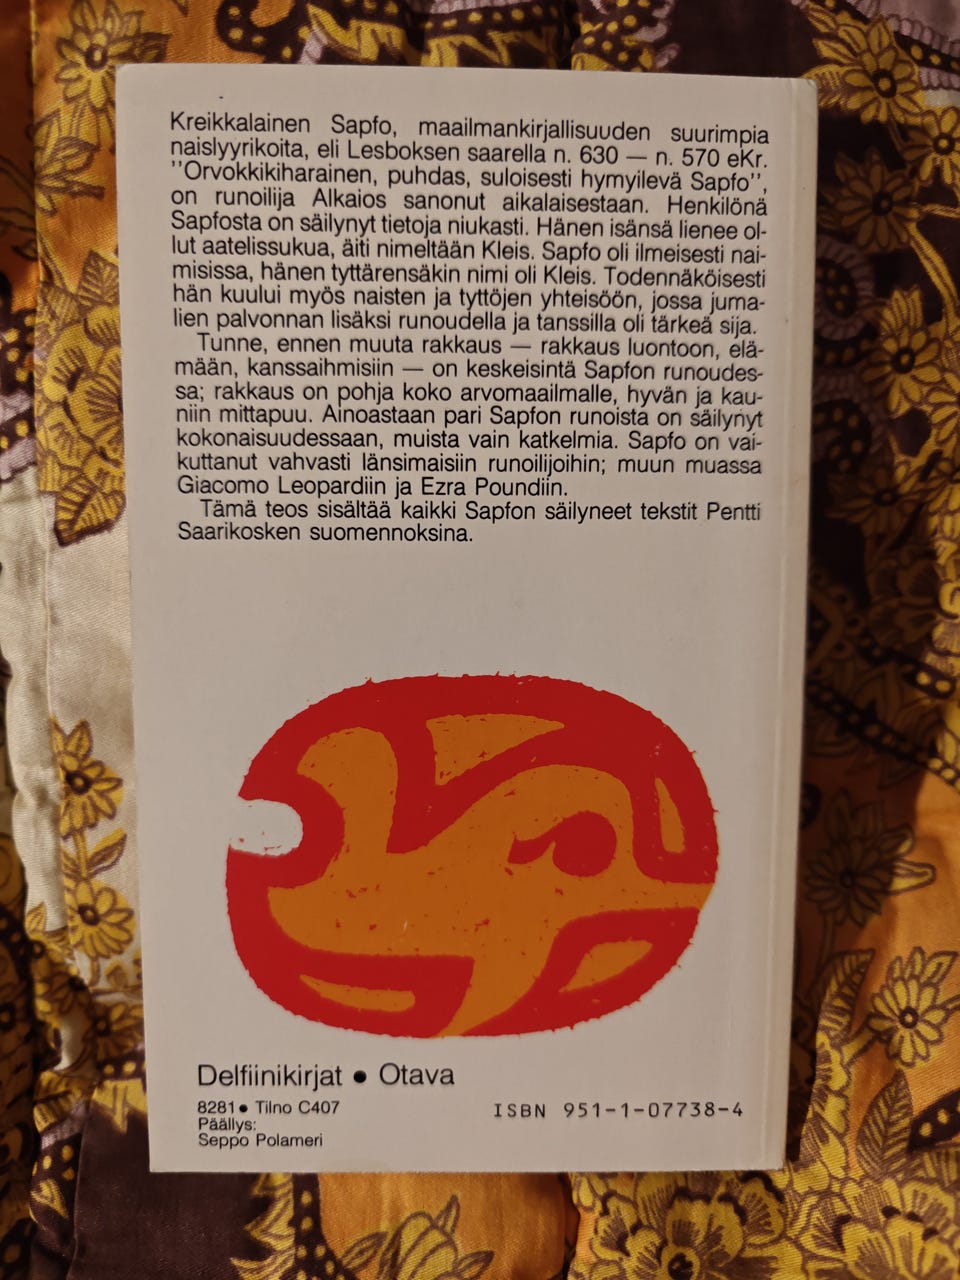 Kreikkalainen Sapfo, maailmankirjallisuuden suurimpia
naislyyrikoita, eli Lesboksen saarella n. 630 — n. 570 eKr.
"Orvokkikiharainen, puhdas, suloisesti hymyilevä Sapfo",
on runoilija Alkaios sanonut aikalaisestaan. Henkilönä
Sapfosta on säilynyt tietoja niukasti. Hänen isänsä lienee ol-
lut aatelissukua, äiti nimeltään Kleis. Sapfo oli ilmeisesti nai-
misissa, hänen tyttärensäkin nimi oli Kleis. Todennäköisesti
hän kuului myös naisten ja tyttöjen yhteisöön, jossa juma-
lien palvonnan lisäksi runoudella ja tanssilla oli tärkeä sija.
Tunne, ennen muuta rakkaus — rakkaus luontoon, elä-
mään, kanssaihmisiin — on keskeisintä Sapfon runoudes-
sa; rakkaus on pohja koko arvomaailmalle, hyvän ja kau-
niin mittapuu. Ainoastaan pari Sapfon runoista on säilynyt
kokonaisuudessaan, muista vain katkelmia. Sapfo on vai-
kuttanut vahvasti länsimaisiin runoilijoihin; muun muassa
Giacomo Leopardiin ja Ezra Poundiin.
Tämä teos sisältää kaikki Sapfon säilyneet tekstit Pentti
Saarikosken suomennoksina.
Delfiinikirjat ● Otava
8281 ● Tilno C407
Päällys:
Seppo Polameri
ISBN 951-1-07738-4